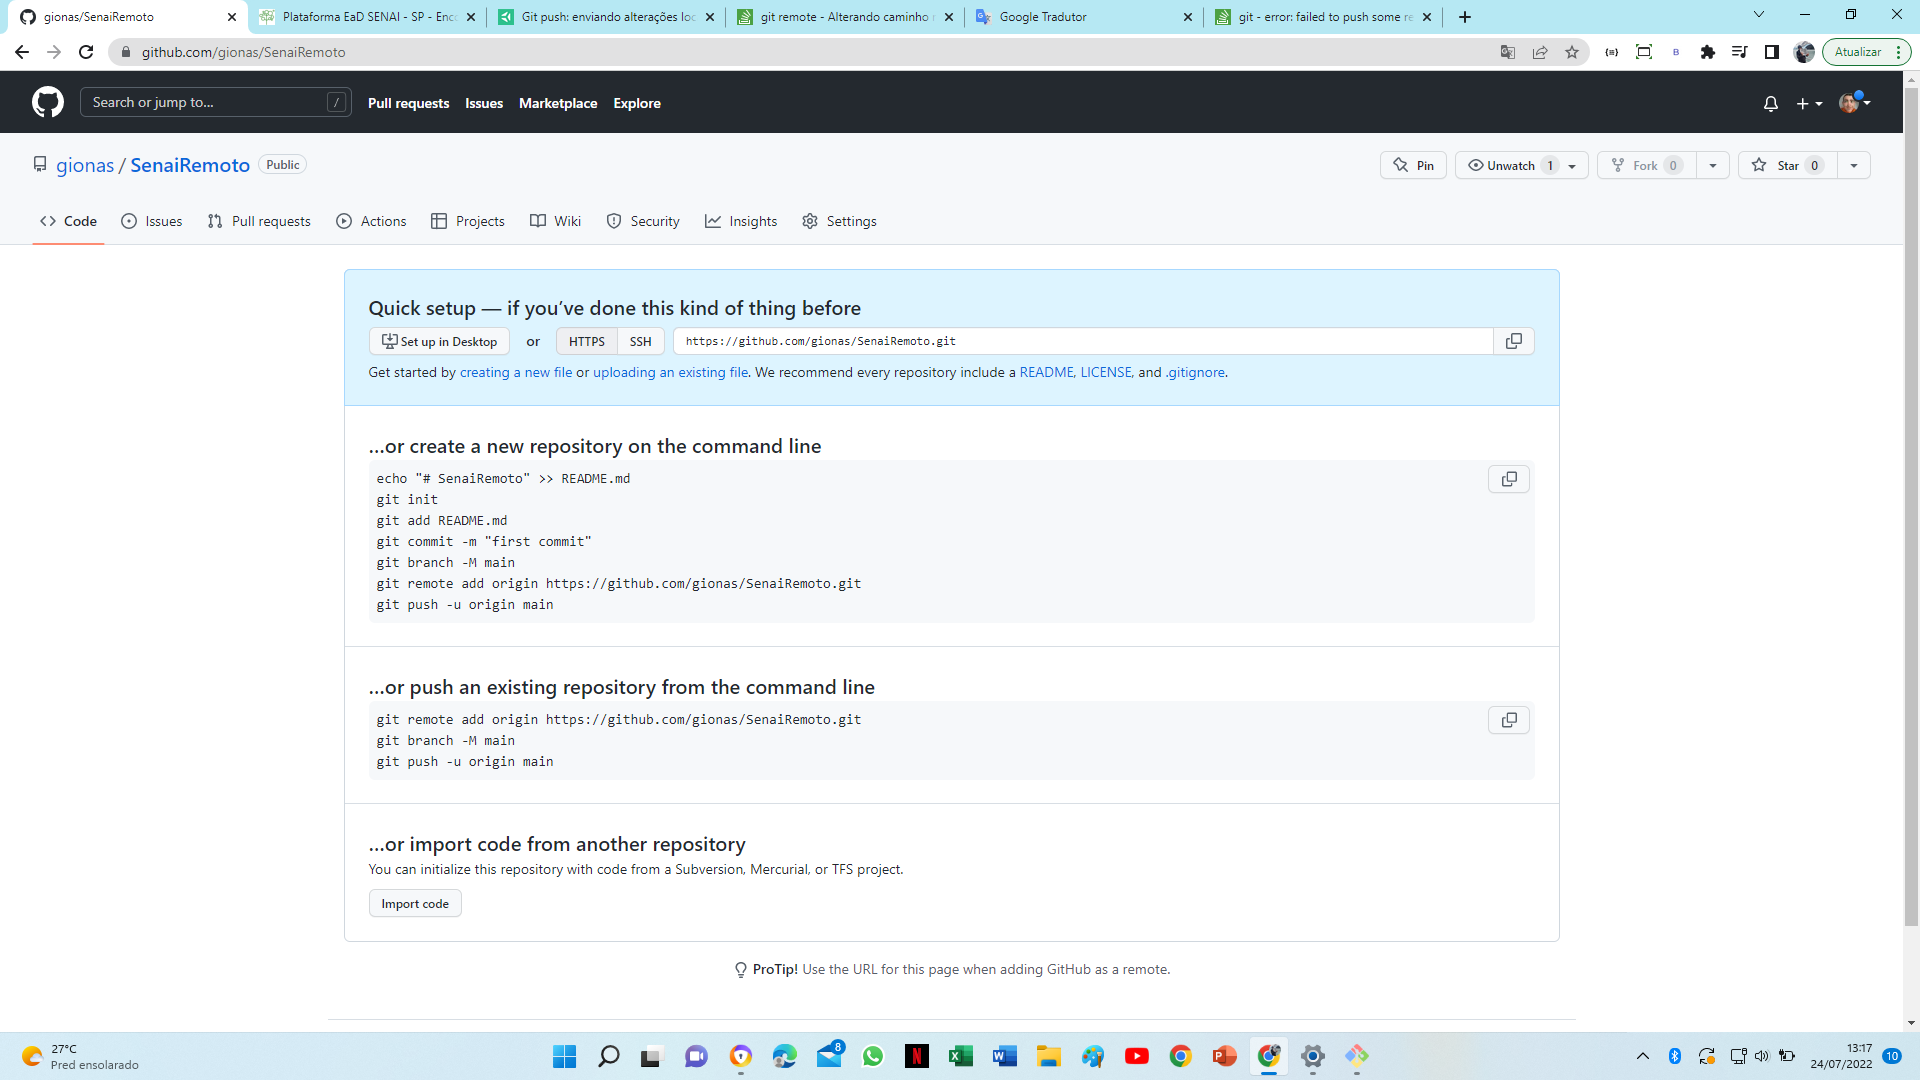 gionas/SenaiRemoto
Plataforma EaD SENAI - SP - Enc
Git push: enviando alterações loc
git remote - Alterando caminho
Google Tradutor
git - error: failed to push some re
github.com/gionas/SenaiRemoto
Atualizar
Search or jump to...
/
Pull requests
Issues
Marketplace
Explore
gionas / SenaiRemoto
Public
Pin
Unwatch 1
Fork 0
Star 0
Code
Issues
Pull requests
Actions
Projects
Wiki
Security
Insights
Settings
Quick setup — if you’ve done this kind of thing before
Set up in Desktop
or
HTTPS
SSH
https://github.com/gionas/SenaiRemoto.git
Get started by creating a new file or uploading an existing file. We recommend every repository include a README, LICENSE, and .gitignore.
…or create a new repository on the command line
echo "# SenaiRemoto" >> README.md
git init
git add README.md
git commit -m "first commit"
git branch -M main
git remote add origin https://github.com/gionas/SenaiRemoto.git
git push -u origin main
…or push an existing repository from the command line
git remote add origin https://github.com/gionas/SenaiRemoto.git
git branch -M main
git push -u origin main
…or import code from another repository
You can initialize this repository with code from a Subversion, Mercurial, or TFS project.
Import code
ProTip! Use the URL for this page when adding GitHub as a remote.
27°C
Pred ensolarado
8
13:17
24/07/2022
10